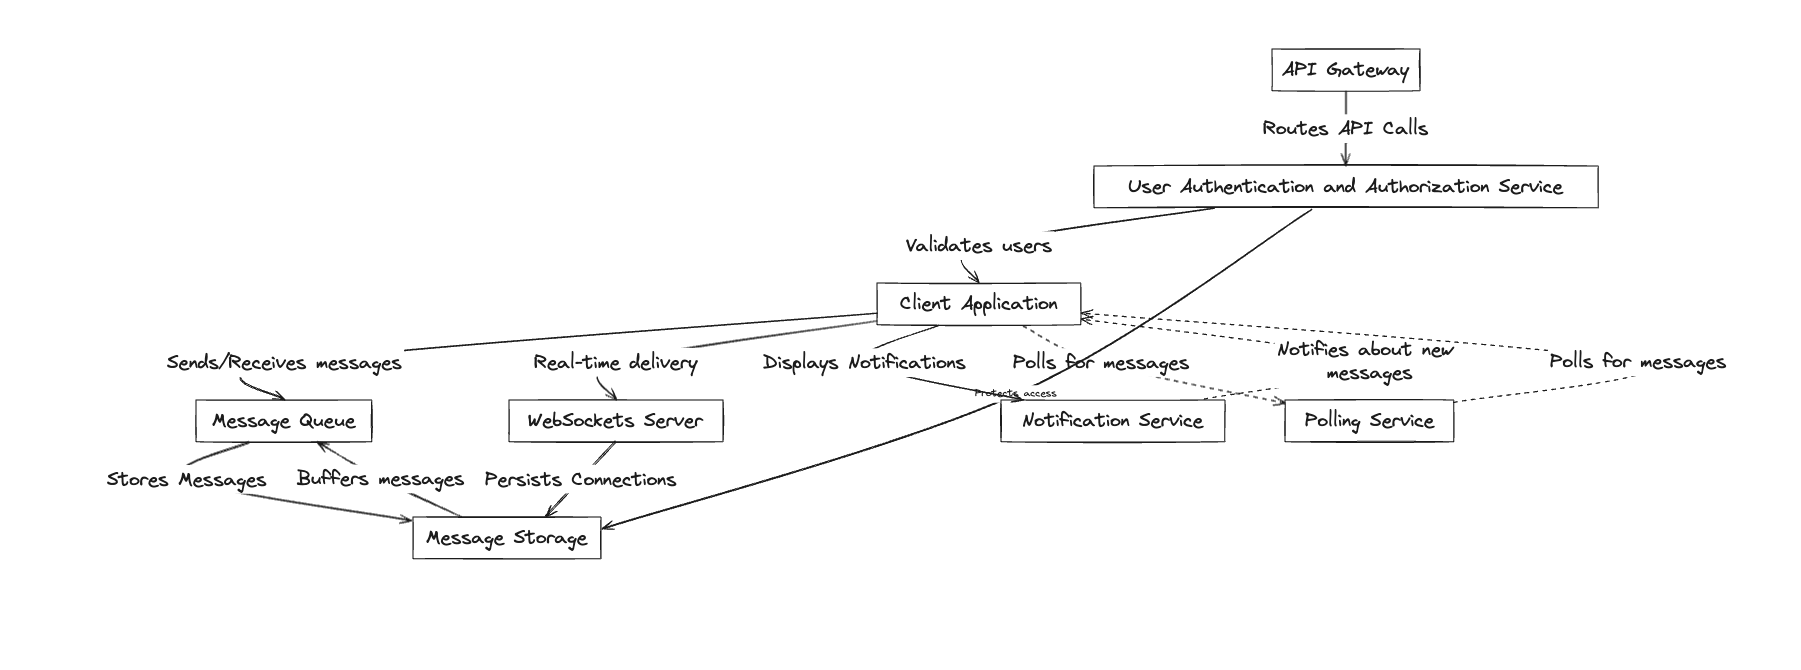 API Gateway
Routes API Calls
User Authentication and Authorization Service
Validates users
Client Application
Sends/Receives messages
Real-time delivery
Displays Notifications
Polls for messages
Notifies about new
messages
Polls for messages
Protects access
Message Queue
WebSockets Server
Notification Service
Polling Service
Stores Messages
Buffers messages
Persists Connections
Message Storage